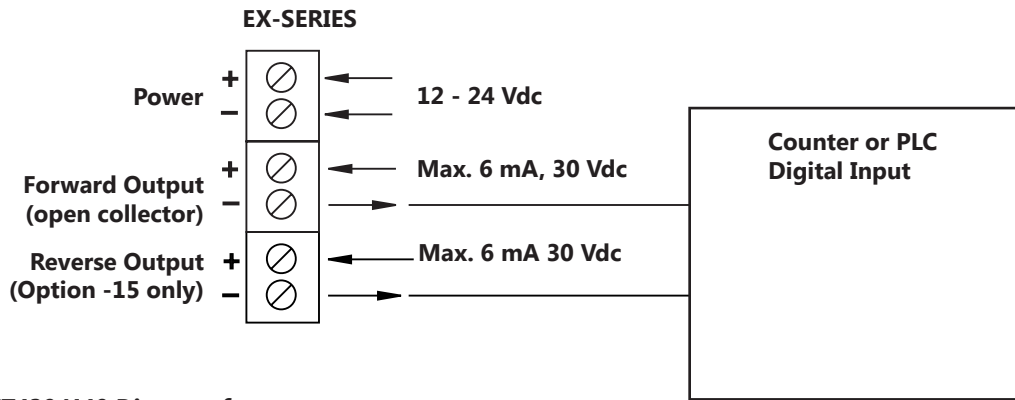 EX-SERIES
Power
+
−
12 - 24 Vdc
Forward Output
(open collector)
+
−
Max. 6 mA, 30 Vdc
Reverse Output
(Option -15 only)
+
−
Max. 6 mA 30 Vdc
Counter or PLC
Digital Input